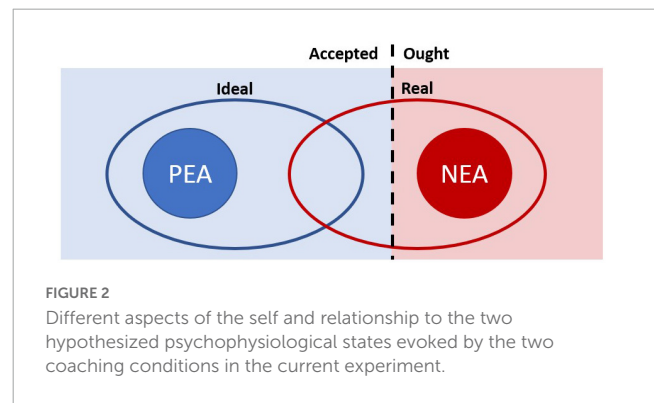 Accepted Ought
Ideal Real
PEA NEA
FIGURE 2
Different aspects of the self and relationship to the two
hypothesized psychophysiological states evoked by the two
coaching conditions in the current experiment.